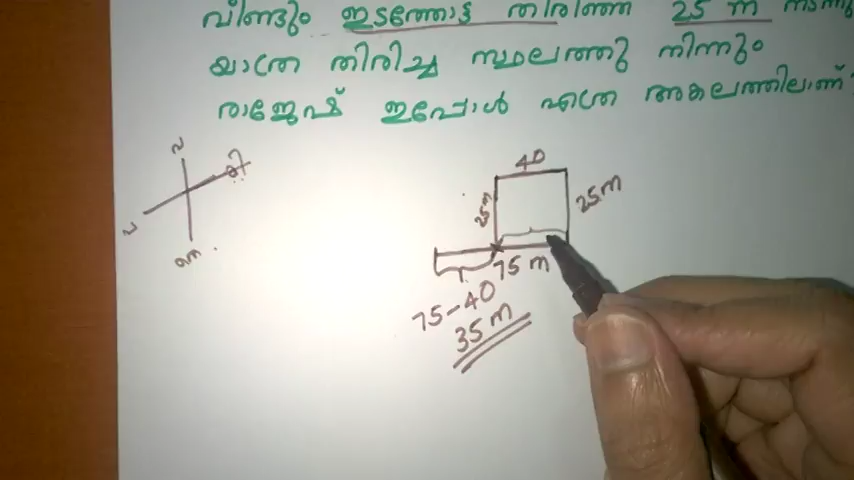 വീണ്ടും ഇടത്തോട്ട് തിരിഞ്ഞ് 25 m
യാത്ര തിരിച്ച സ്ഥലത്തു നിന്നും
രാജേഷ് ഇപ്പോൾ എത്ര അകലത്തിലാണ്?
വ
കി
പ
തെ
40
25m
25m
75 m
75-40
35 m